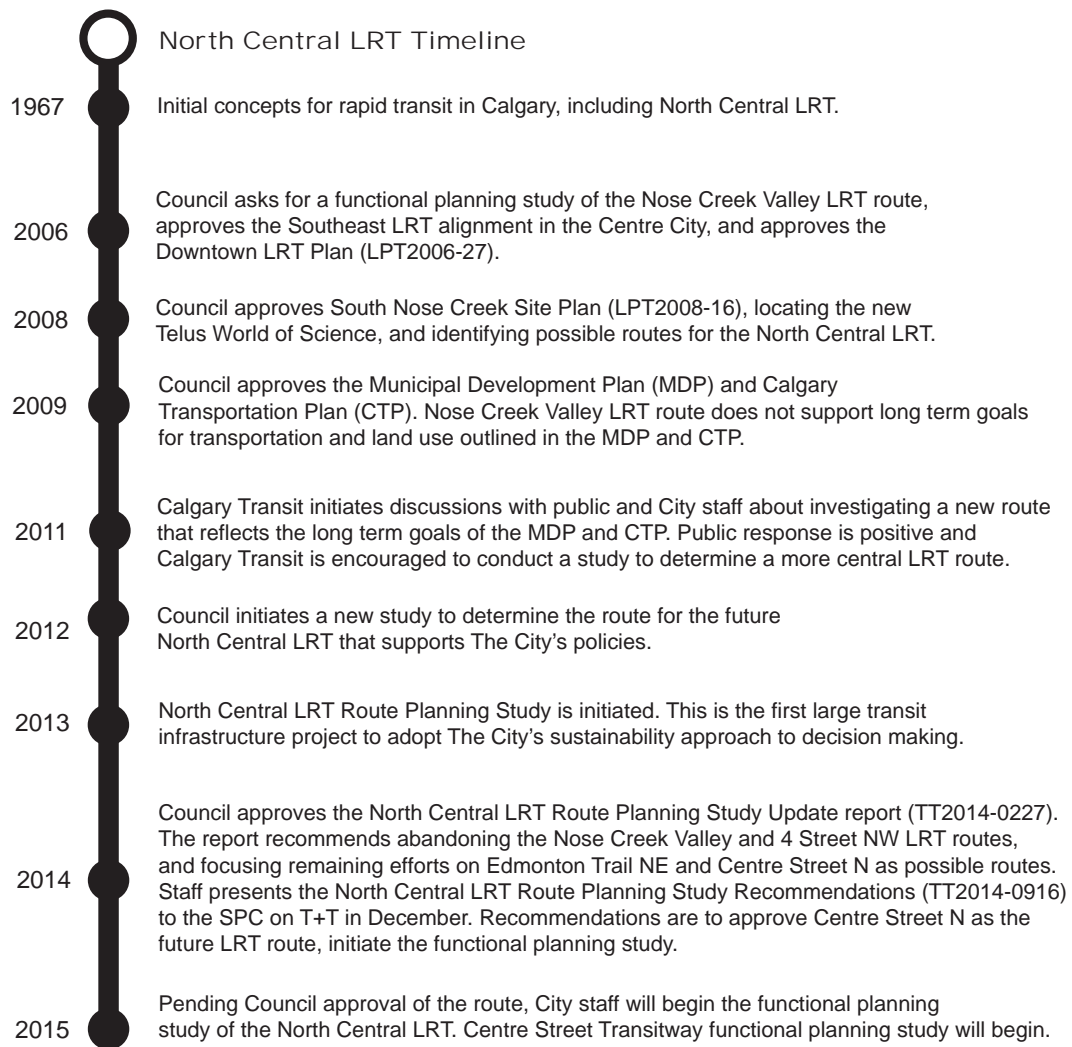 North Central LRT Timeline
1967
Initial concepts for rapid transit in Calgary, including North Central LRT.
2006
Council asks for a functional planning study of the Nose Creek Valley LRT route,
approves the Southeast LRT alignment in the Centre City, and approves the
Downtown LRT Plan (LPT2006-27).
2008
Council approves South Nose Creek Site Plan (LPT2008-16), locating the new
Telus World of Science, and identifying possible routes for the North Central LRT.
2009
Council approves the Municipal Development Plan (MDP) and Calgary
Transportation Plan (CTP). Nose Creek Valley LRT route does not support long term goals
for transportation and land use outlined in the MDP and CTP.
2011
Calgary Transit initiates discussions with public and City staff about investigating a new route
that reflects the long term goals of the MDP and CTP. Public response is positive and
Calgary Transit is encouraged to conduct a study to determine a more central LRT route.
2012
Council initiates a new study to determine the route for the future
North Central LRT that supports The City’s policies.
2013
North Central LRT Route Planning Study is initiated. This is the first large transit
infrastructure project to adopt The City’s sustainability approach to decision making.
2014
Council approves the North Central LRT Route Planning Study Update report (TT2014-0227).
The report recommends abandoning the Nose Creek Valley and 4 Street NW LRT routes,
and focusing remaining efforts on Edmonton Trail NE and Centre Street N as possible routes.
Staff presents the North Central LRT Route Planning Study Recommendations (TT2014-0916)
to the SPC on T+T in December. Recommendations are to approve Centre Street N as the
future LRT route, initiate the functional planning study.
2015
Pending Council approval of the route, City staff will begin the functional planning
study of the North Central LRT. Centre Street Transitway functional planning study will begin.